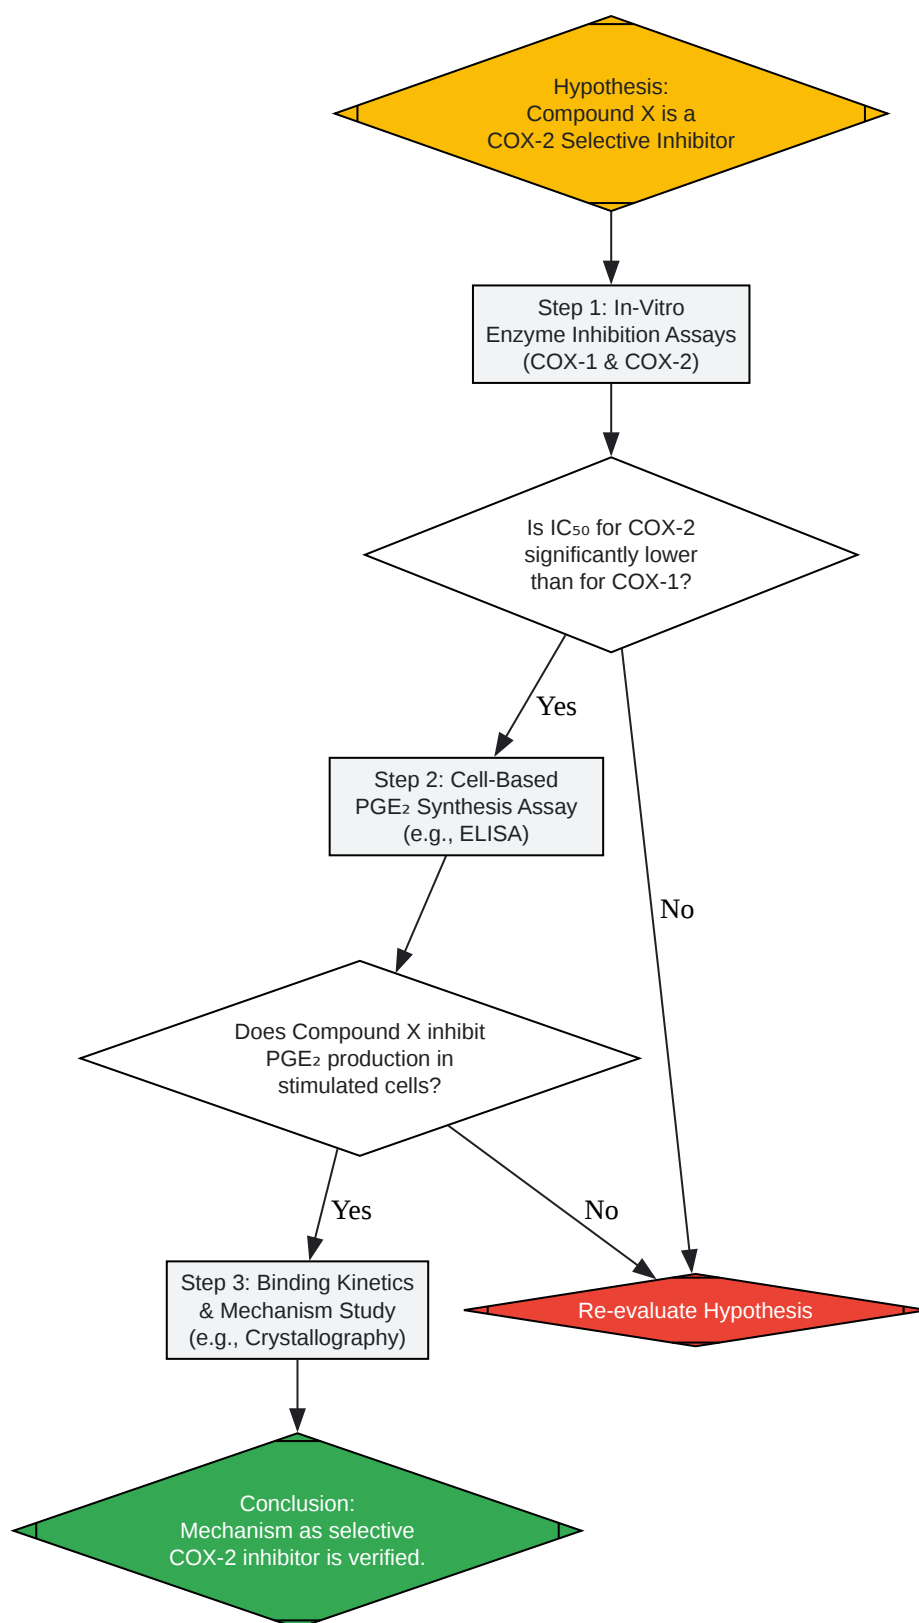 Hypothesis:
Compound X is a
COX-2 Selective Inhibitor
Step 1: In-Vitro
Enzyme Inhibition Assays
(COX-1 & COX-2)
Is IC₅₀ for COX-2
significantly lower
than for COX-1?
Yes
Step 2: Cell-Based
PGE₂ Synthesis Assay
(e.g., ELISA)
No
Does Compound X inhibit
PGE₂ production in
stimulated cells?
Yes
No
Step 3: Binding Kinetics
& Mechanism Study
(e.g., Crystallography)
Re-evaluate Hypothesis
Conclusion:
Mechanism as selective
COX-2 inhibitor is verified.